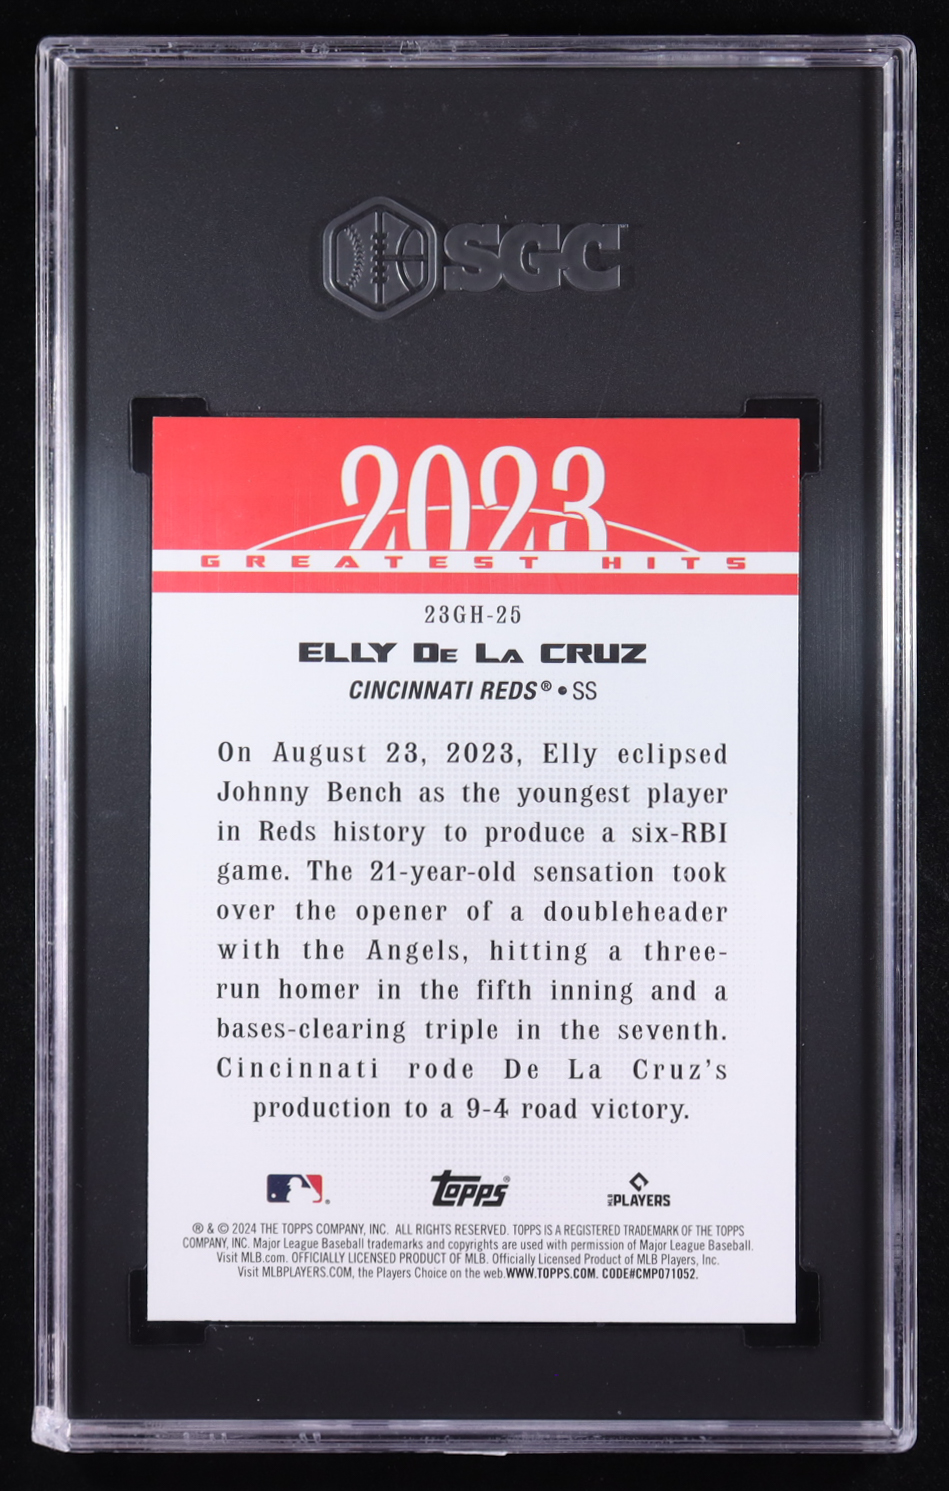 SGC
2023
GREATEST HITS
23GH-25
ELLY De La CRUZ
CINCINNATI REDS® • SS
On August 23, 2023, Elly eclipsed
Johnny Bench as the youngest player
in Reds history to produce a six-RBI
game. The 21-year-old sensation took
over the opener of a doubleheader
with the Angels, hitting a three-
run homer in the fifth inning and a
bases-clearing triple in the seventh.
Cincinnati rode De La Cruz's
production to a 9-4 road victory.
® Topps® MLB PLAYERS
® & © 2024 THE TOPPS COMPANY, INC. ALL RIGHTS RESERVED. TOPPS IS A REGISTERED TRADEMARK OF THE TOPPS
COMPANY, INC. Major League Baseball trademarks and copyrights are used with permission of Major League Baseball.
Visit MLB.com. OFFICIALLY LICENSED PRODUCT OF MLB. Officially Licensed Product of MLB Players, Inc.
Visit MLBPLAYERS.COM, the Players Choice on the web. WWW.TOPPS.COM. CODE#CMP071052.